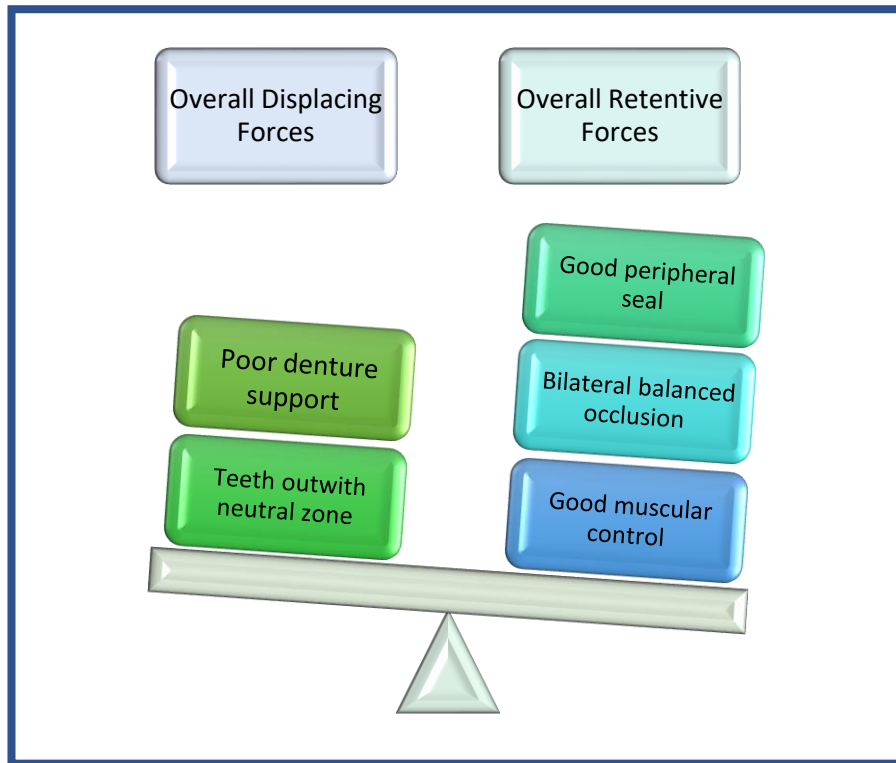 Overall Displacing
Forces
Overall Retentive
Forces
Good peripheral
seal
Poor denture
support
Bilateral balanced
occlusion
Teeth outwith
neutral zone
Good muscular
control